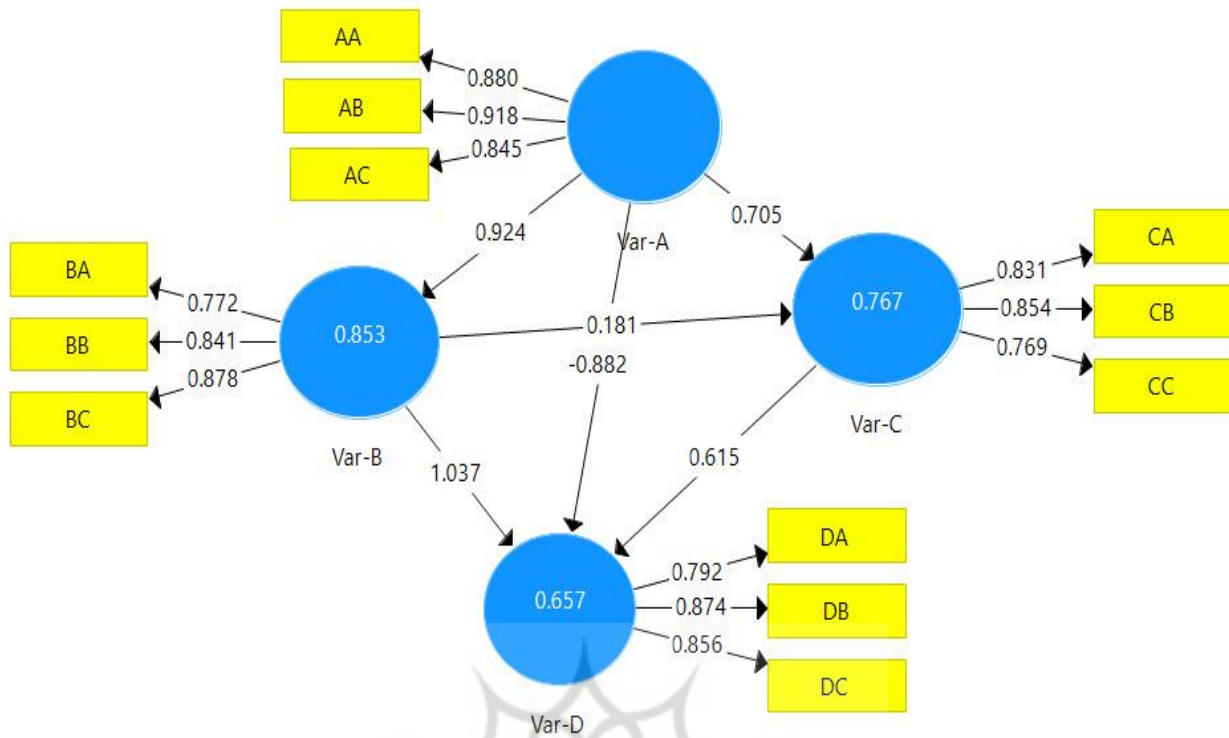 AA
0.880
AB
0.918
AC
0.845
Var-A
0.924
0.705
BA
0.772
BB
0.841
BC
0.878
0.853
Var-B
0.181
-0.882
0.767
Var-C
CA
0.831
CB
0.854
CC
0.769
1.037
0.615
0.657
Var-D
DA
0.792
DB
0.874
DC
0.856